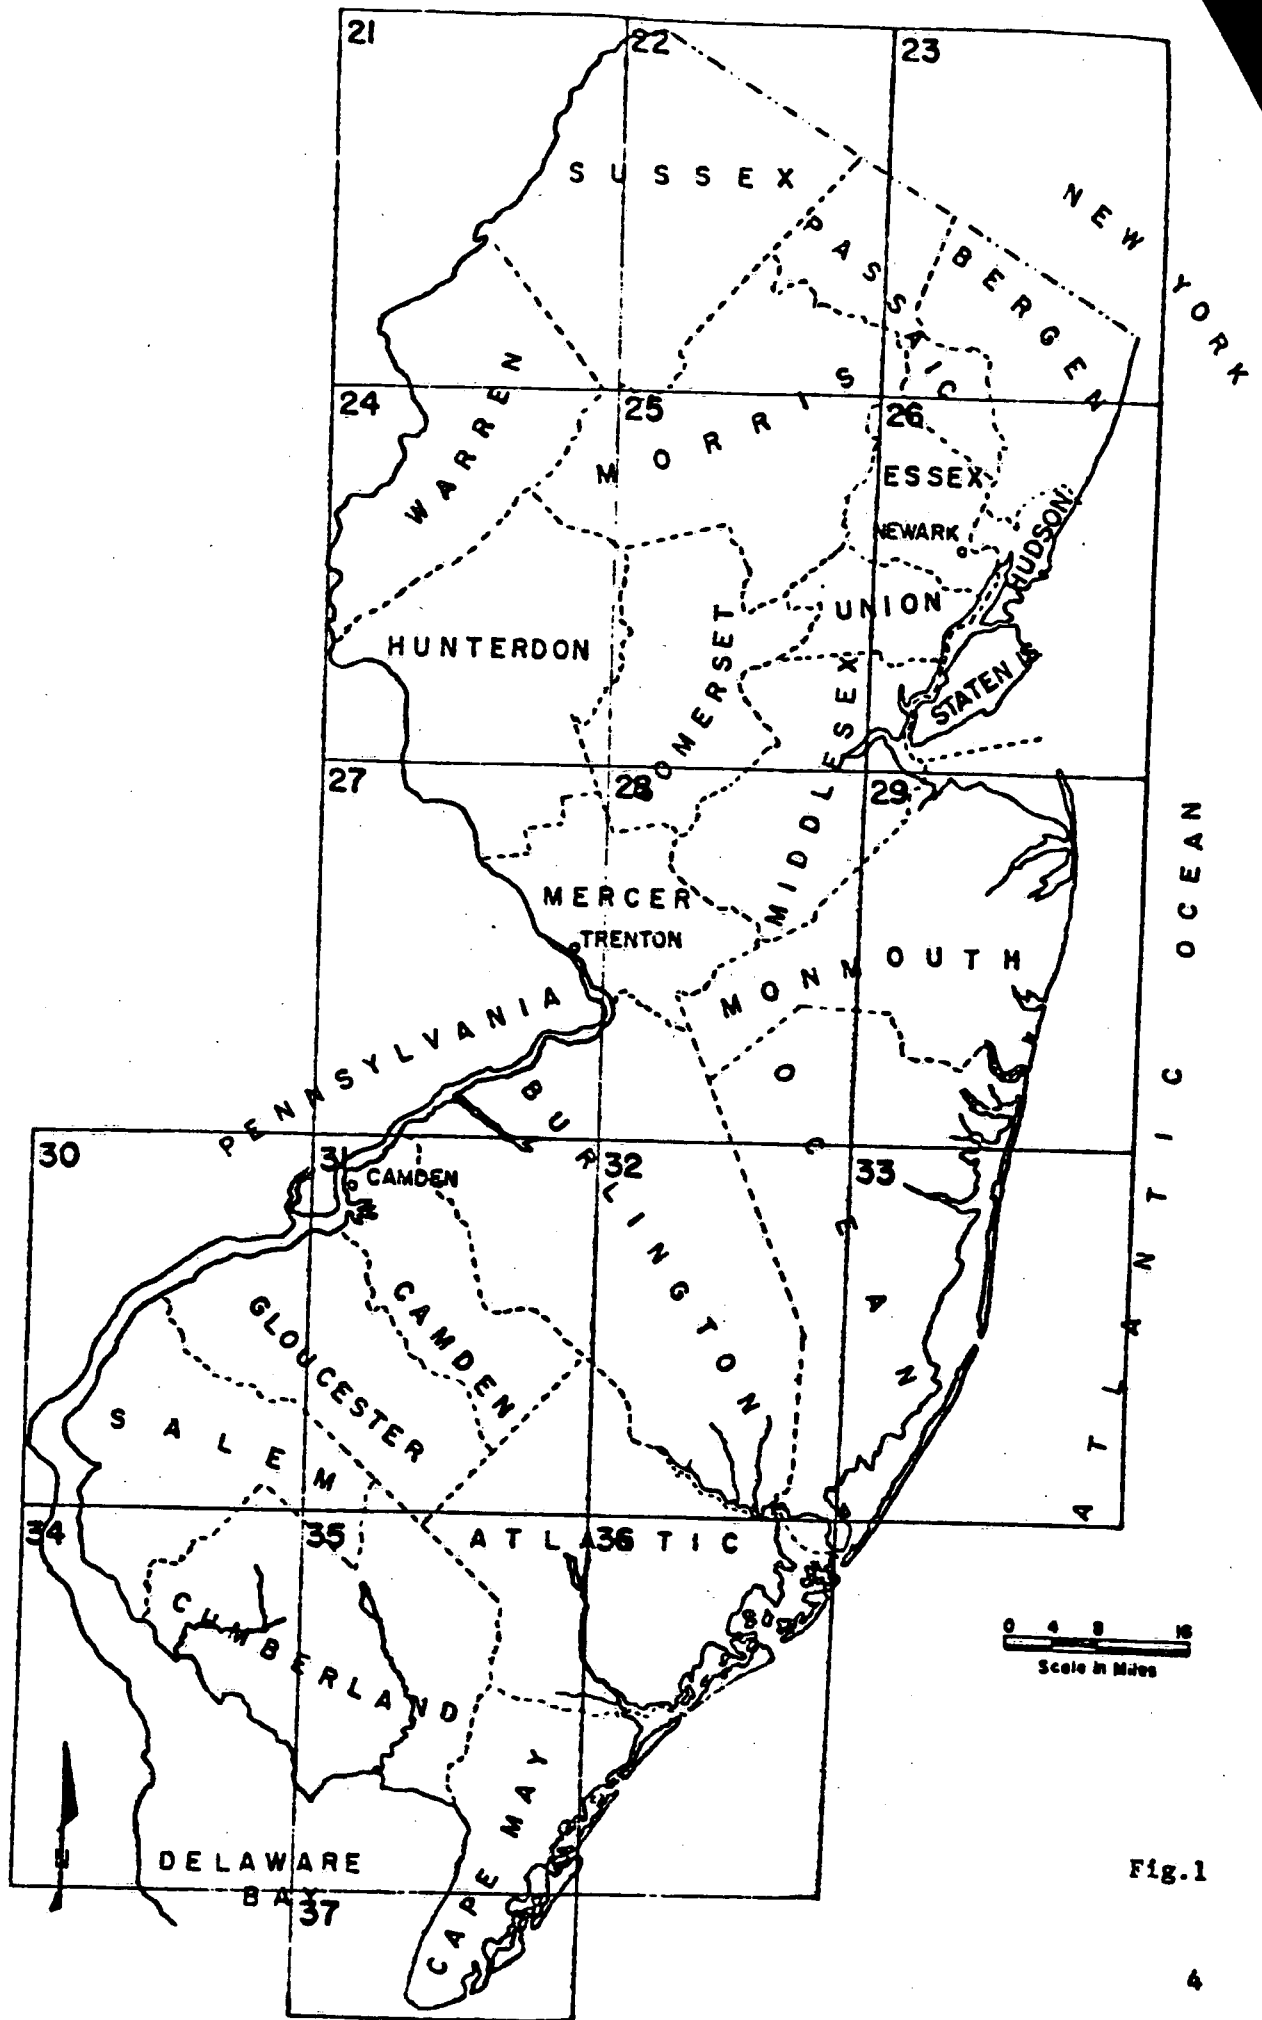 21
22
23
SUSSEX
NEW YORK
PASSAIC
BERGEN
24
WARREN
25
MORRIS
26
ESSEX
NEWARK
HUDSON
UNION
HUNTERDON
SOMERSET
STATEN IS
27
28
MIDDLESEX
29
MERCER
TRENTON
MONMOUTH
ATLANTIC OCEAN
PENNSYLVANIA
BURLINGTON
OCEAN
30
31
CAMDEN
32
33
GLOUCESTER
CAMDEN
SALEM
34
35
ATLANTIC
36
CUMBERLAND
0 4 8 16
Scale in Miles
CAPE MAY
N
DELAWARE
BAY
37
Fig.1
4